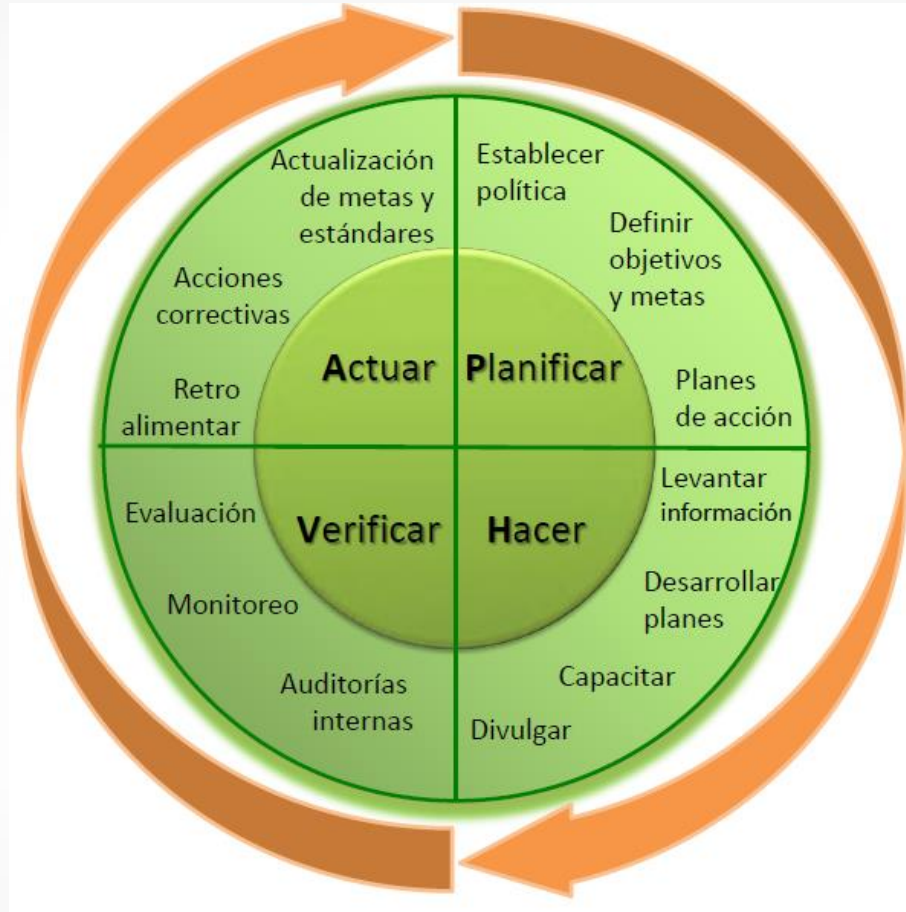 Actualización
de metas y
estándares
Acciones
correctivas
Retro
alimentar
Actuar
Establecer
política
Definir
objetivos
y metas
Planes
de acción
Planificar
Evaluación
Monitoreo
Auditorías
internas
Verificar
Levantar
información
Desarrollar
planes
Capacitar
Divulgar
Hacer